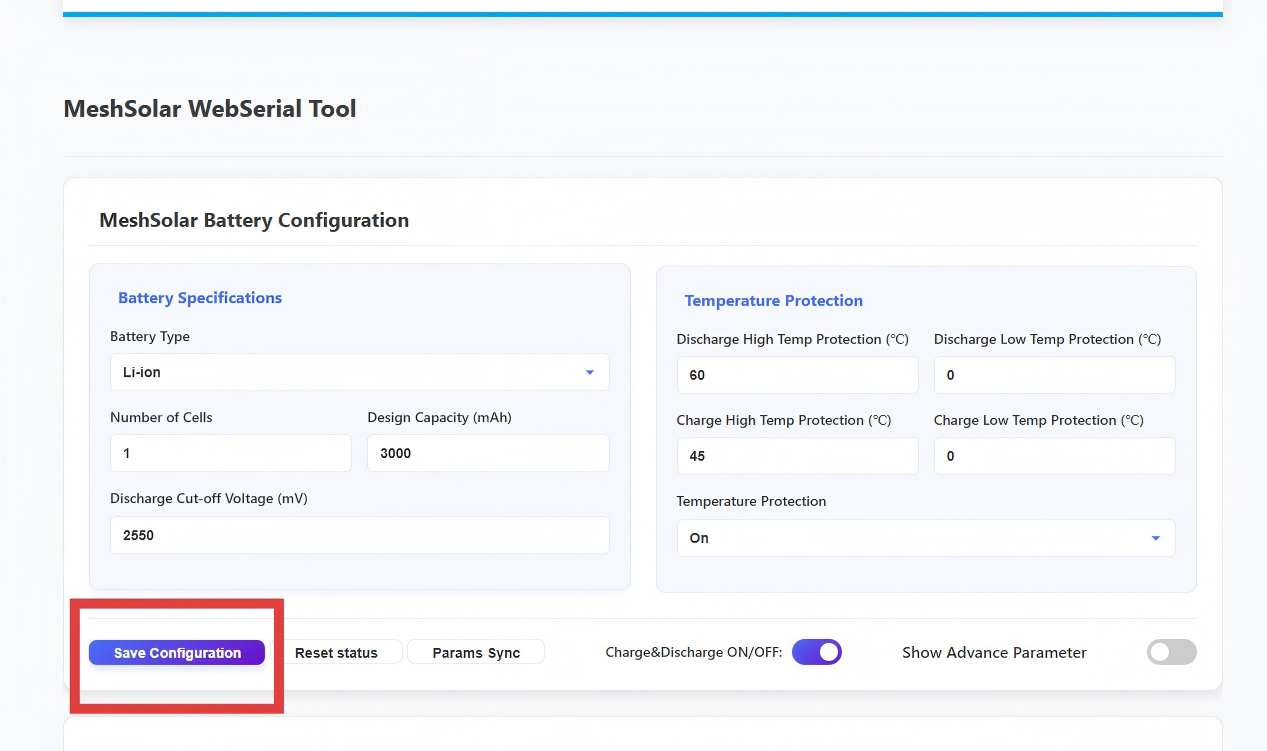 MeshSolar WebSerial Tool
MeshSolar Battery Configuration
Battery Specifications
Battery Type
Li-ion
Number of Cells
Design Capacity (mAh)
1
3000
Discharge Cut-off Voltage (mV)
2550
Temperature Protection
Discharge High Temp Protection (℃)
Discharge Low Temp Protection (℃)
60
0
Charge High Temp Protection (℃)
Charge Low Temp Protection (℃)
45
0
Temperature Protection
On
Save Configuration
Reset status
Params Sync
Charge&Discharge ON/OFF:
Show Advance Parameter